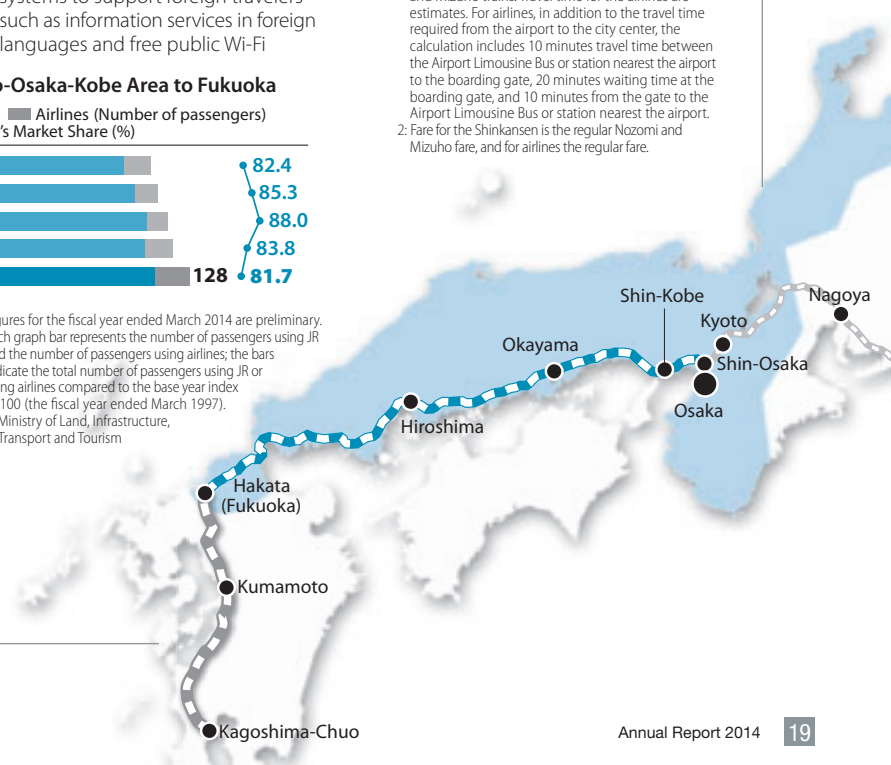 systems to support foreign travelers
such as information services in foreign
languages and free public Wi-Fi
-Osaka-Kobe Area to Fukuoka
Airlines (Number of passengers)
's Market Share (%)
82.4
85.3
88.0
83.8
128 81.7
gures for the fiscal year ended March 2014 are preliminary.
ch graph bar represents the number of passengers using JR
d the number of passengers using airlines; the bars
dicate the total number of passengers using JR or
ng airlines compared to the base year index
100 (the fiscal year ended March 1997).
Ministry of Land, Infrastructure,
Transport and Tourism
estimates. For airlines, in addition to the travel time
required from the airport to the city center, the
calculation includes 10 minutes travel time between
the Airport Limousine Bus or station nearest the airport
to the boarding gate, 20 minutes waiting time at the
boarding gate, and 10 minutes from the gate to the
Airport Limousine Bus or station nearest the airport.
2: Fare for the Shinkansen is the regular Nozomi and
Mizuho fare, and for airlines the regular fare.
Shin-Kobe
Nagoya
Kyoto
Okayama
Shin-Osaka
Osaka
Hiroshima
Hakata
(Fukuoka)
Kumamoto
Kagoshima-Chuo
Annual Report 2014 19